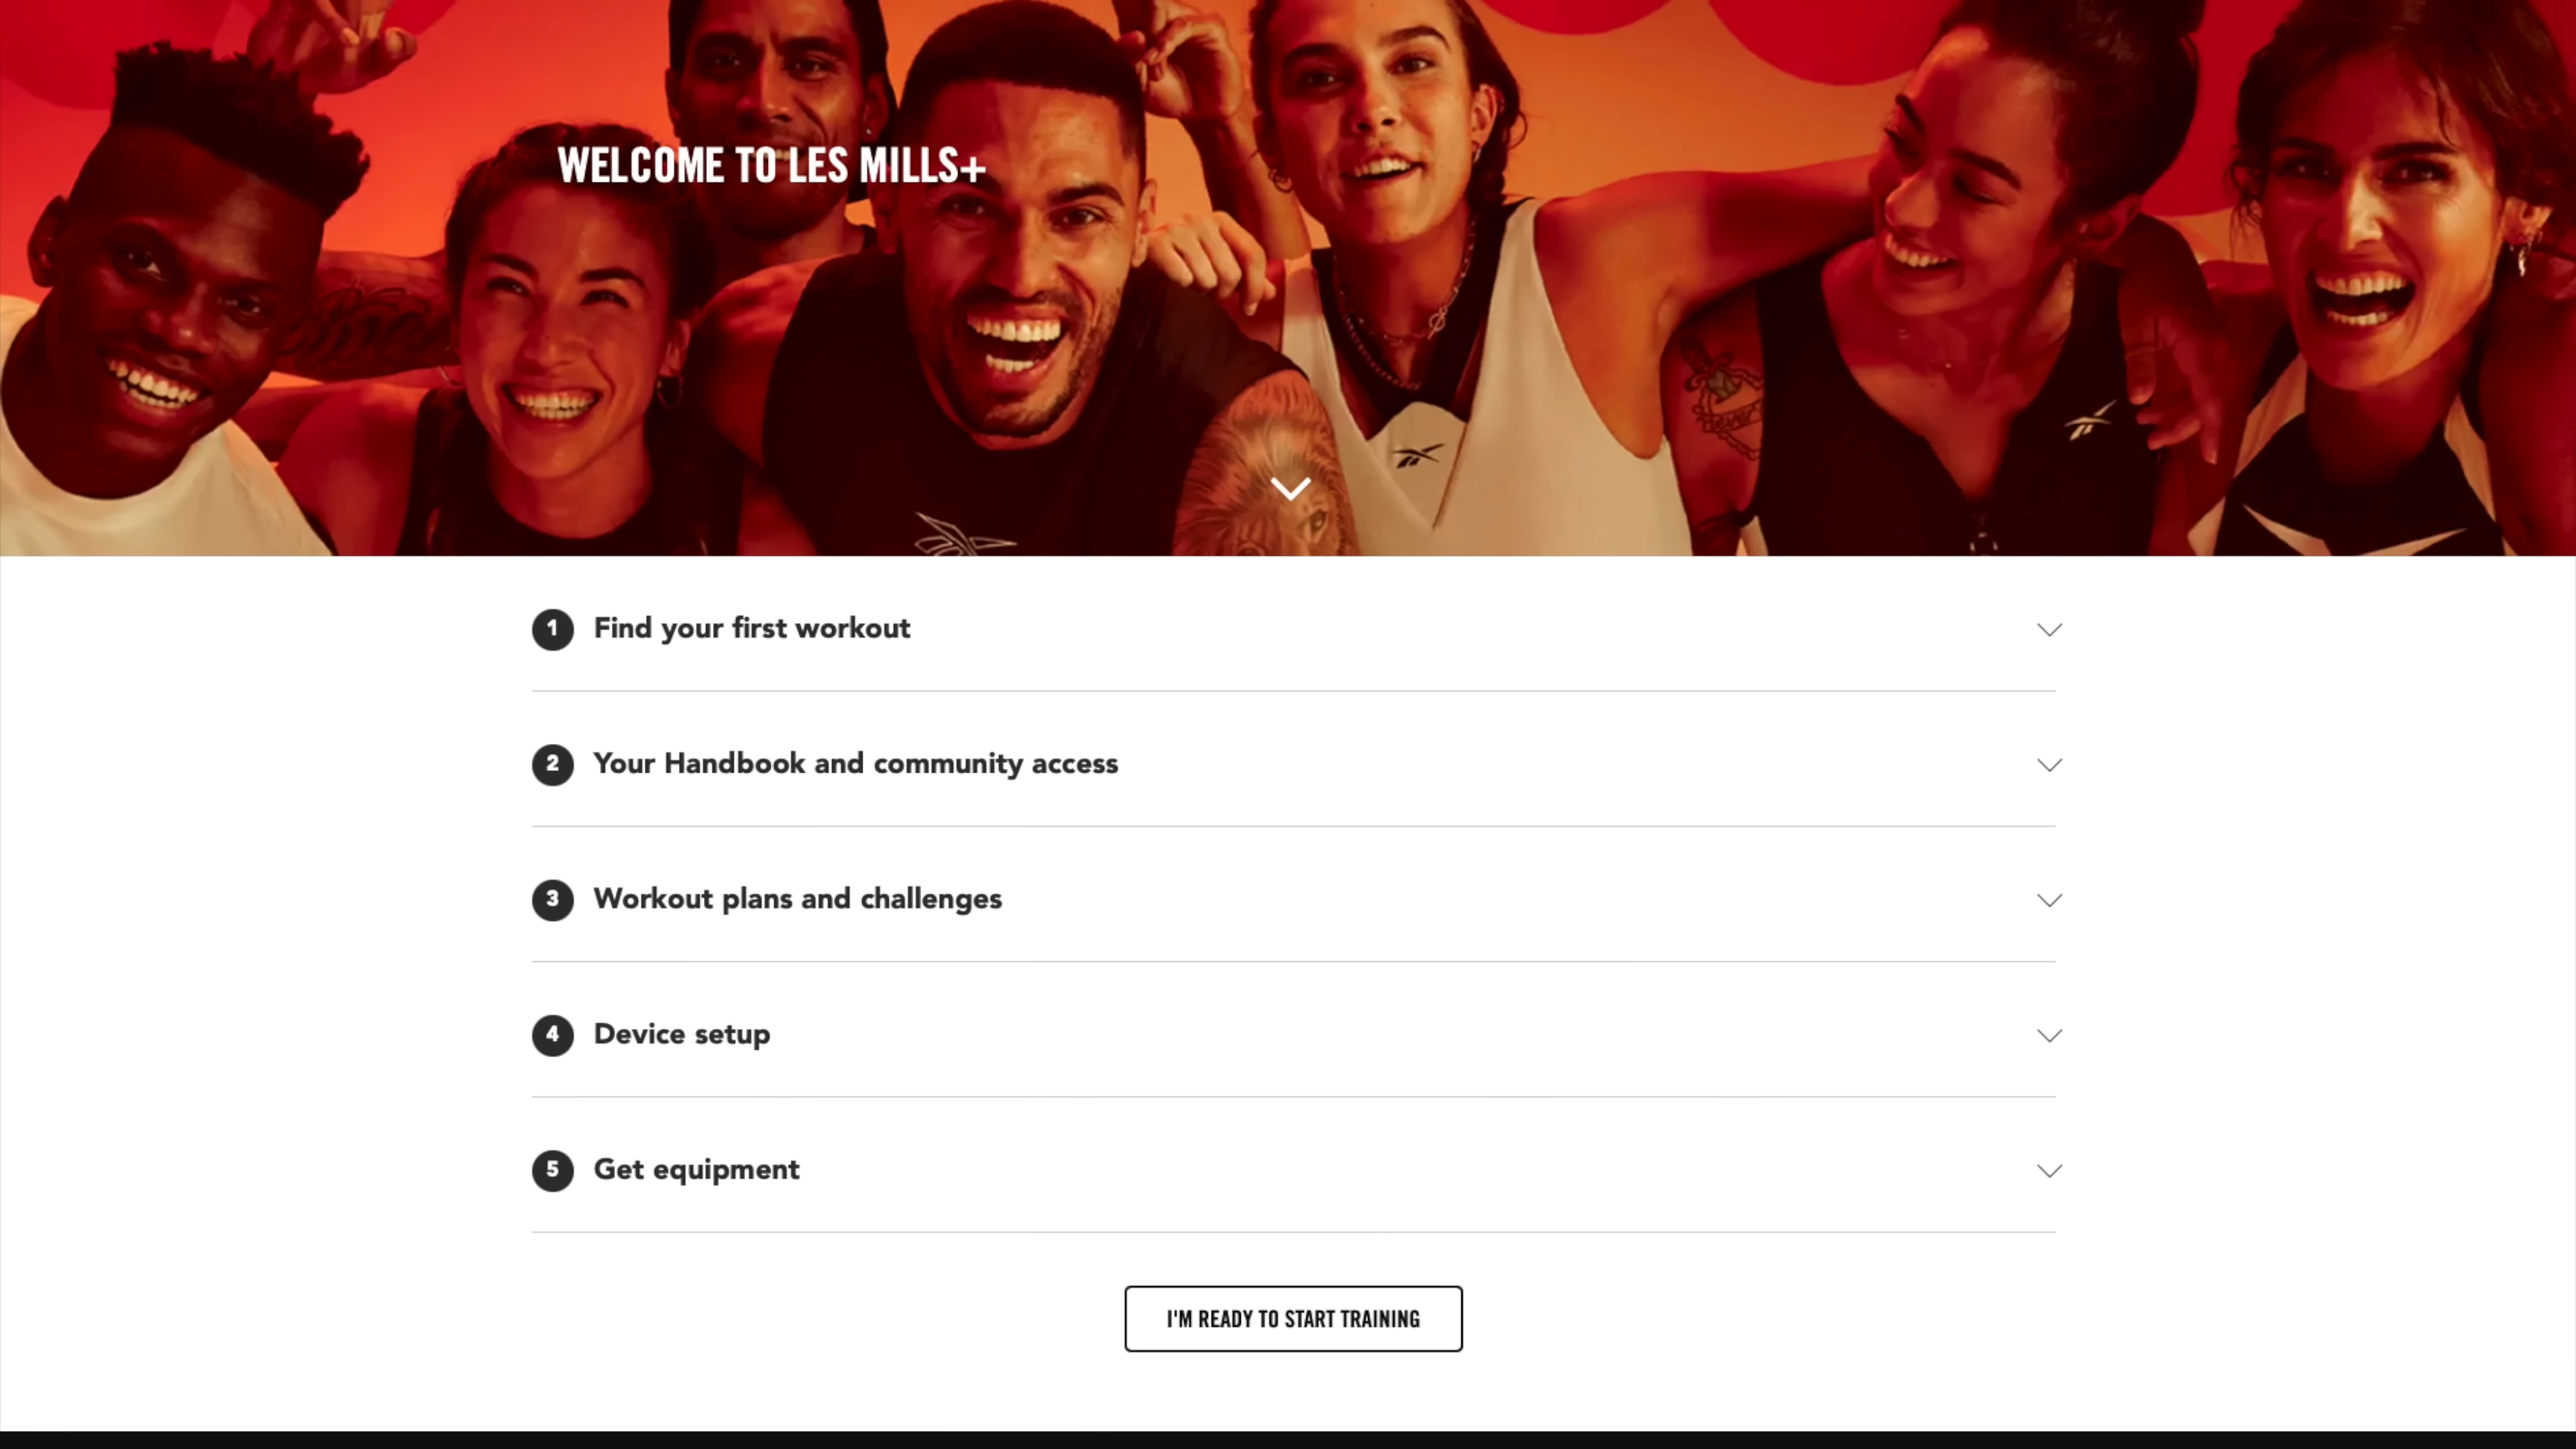 WELCOME TO LES MILLS+
1 Find your first workout
2 Your Handbook and community access
3 Workout plans and challenges
4 Device setup
5 Get equipment
I'M READY TO START TRAINING